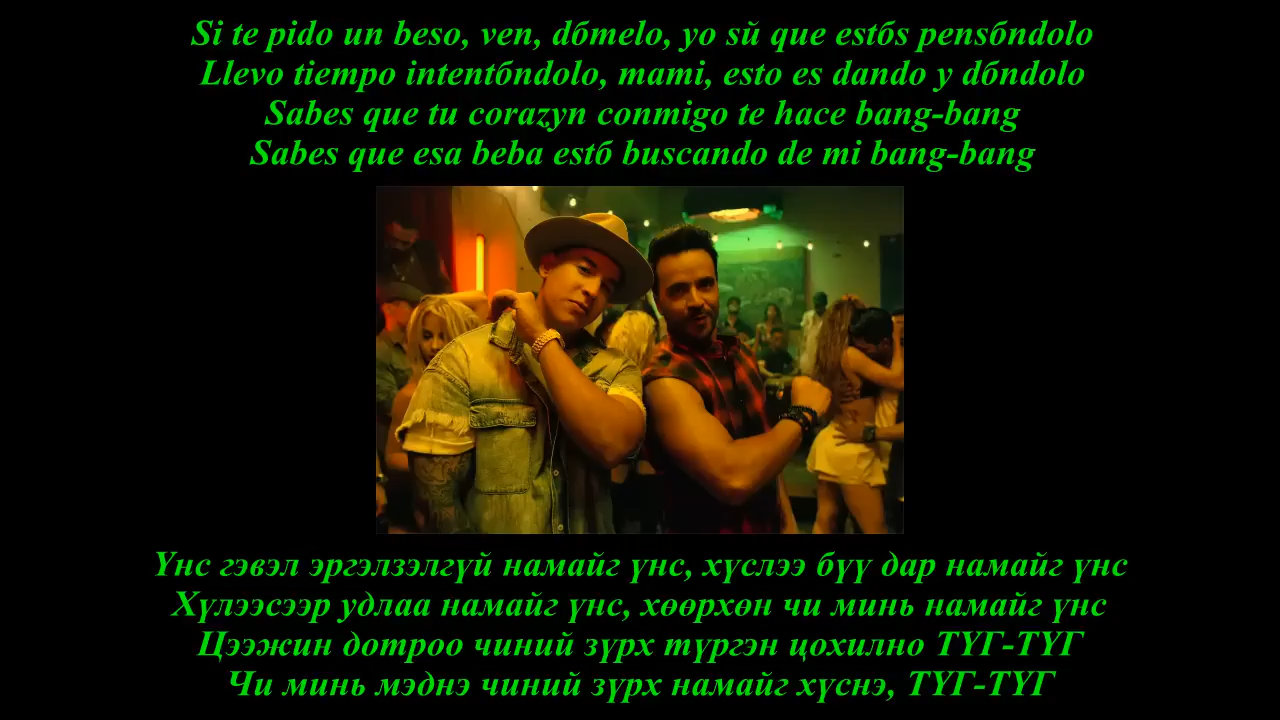 Si te pido un beso, ven, dбmelo, yo sй que estбs pensбndolo
Llevo tiempo intentбndolo, mami, esto es dando y dбndolo
Sabes que tu corazуn conmigo te hace bang-bang
Sabes que esa beba estб buscando de mi bang-bang
Үнс гэвэл эргэлзэлгүй намайг үнс, хүслээ бүү дар намайг үнс
Хүлээсээр удлаа намайг үнс, хөөрхөн чи минь намайг үнс
Цээжин дотроо чиний зүрх түргэн цохилно ТҮГ-ТҮГ
Чи минь мэднэ чиний зүрх намайг хүснэ, ТҮГ-ТҮГ